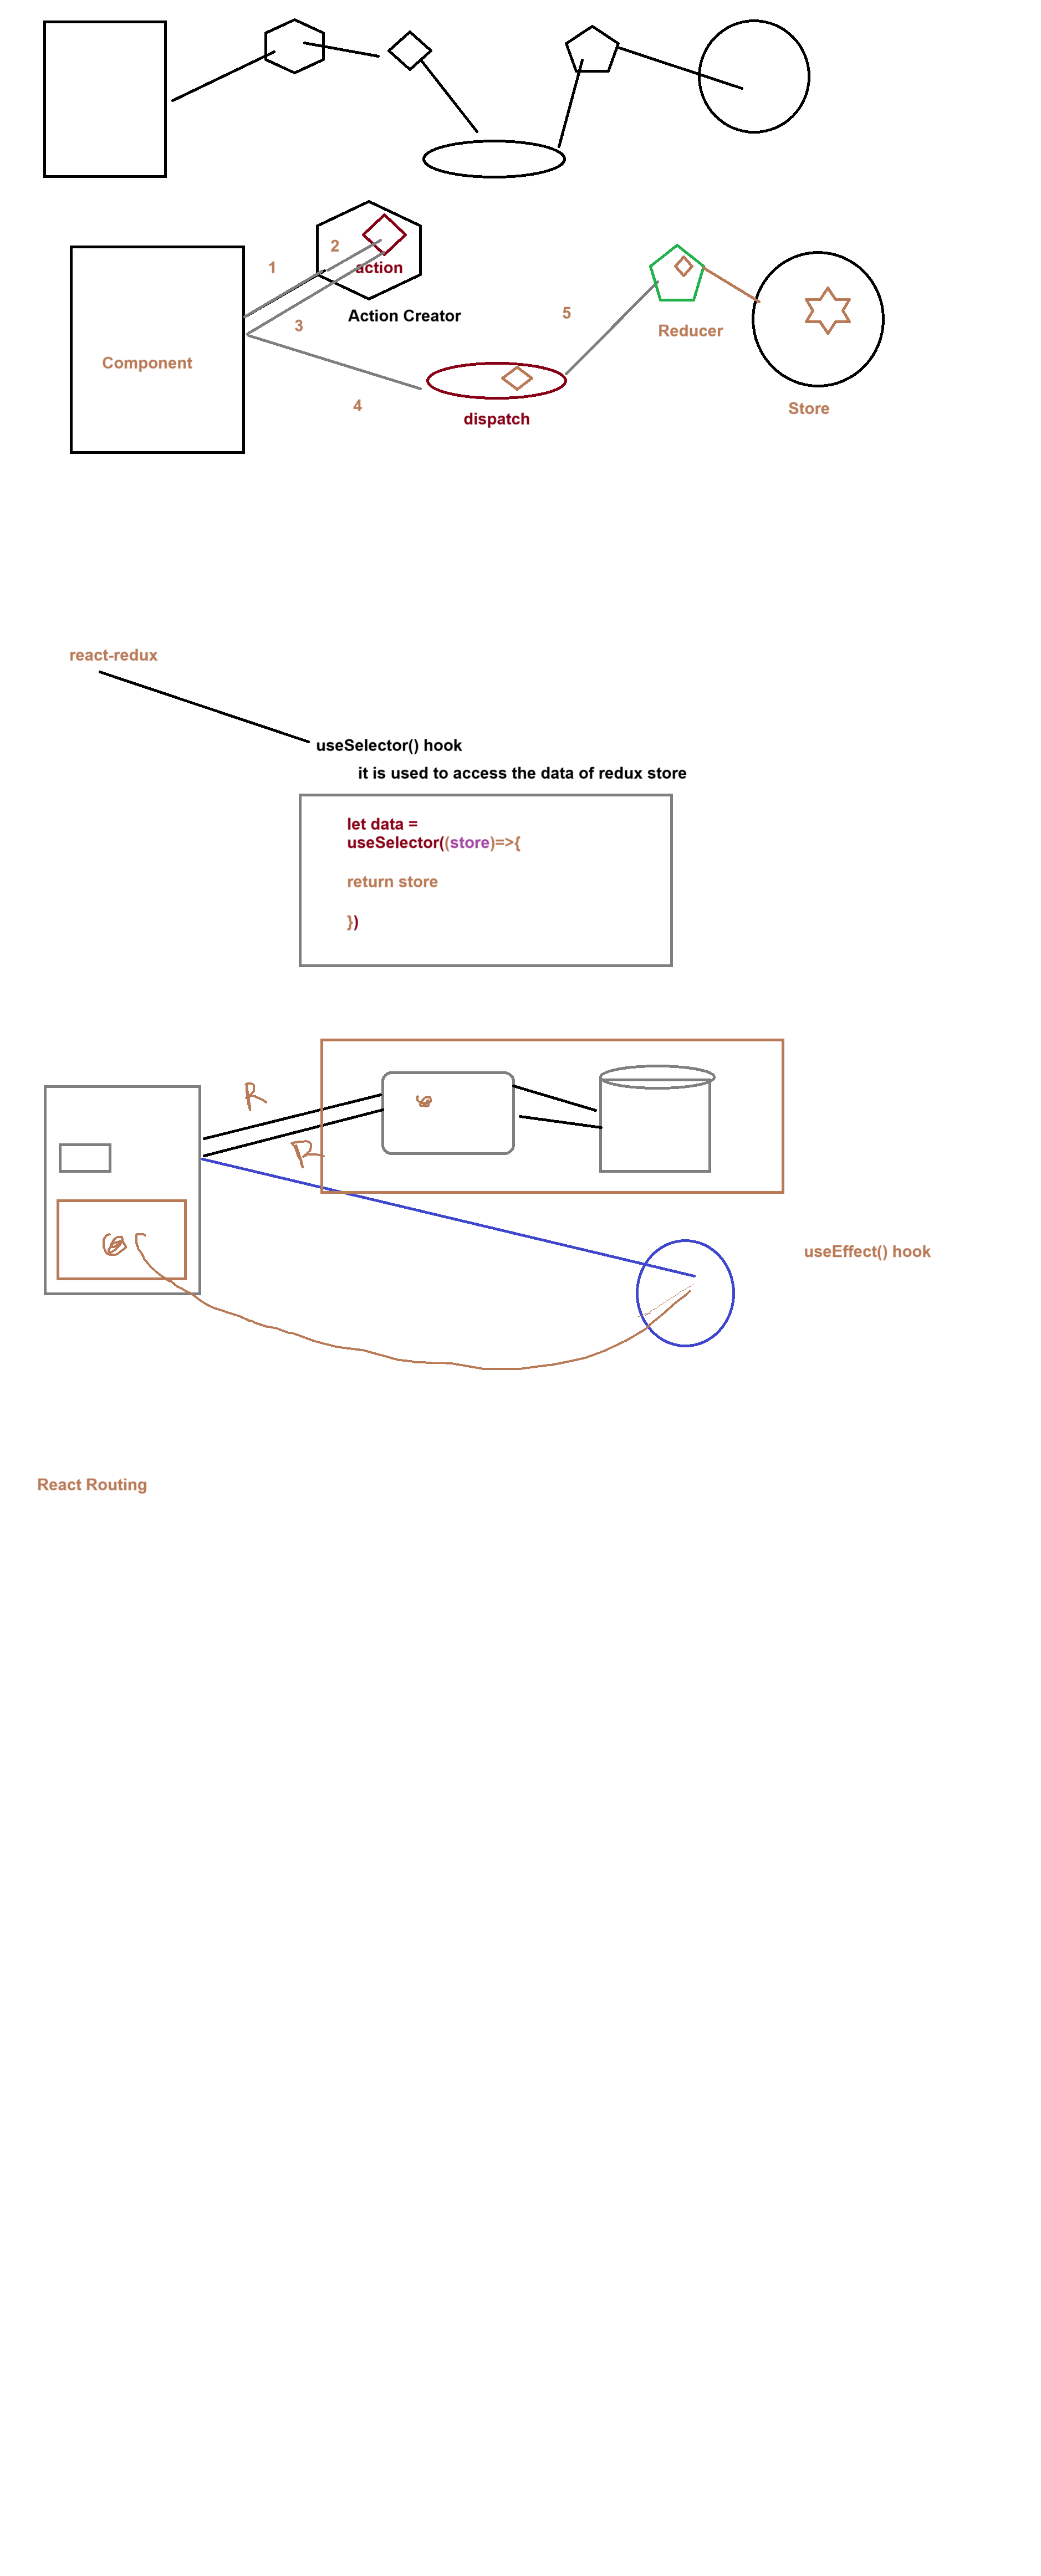 2
1
action
Action Creator
3
5
Reducer
Component
4
Store
dispatch
react-redux
useSelector() hook
it is used to access the data of redux store
let data =
useSelector((store)=>{
return store
})
R
R
useEffect() hook
React Routing